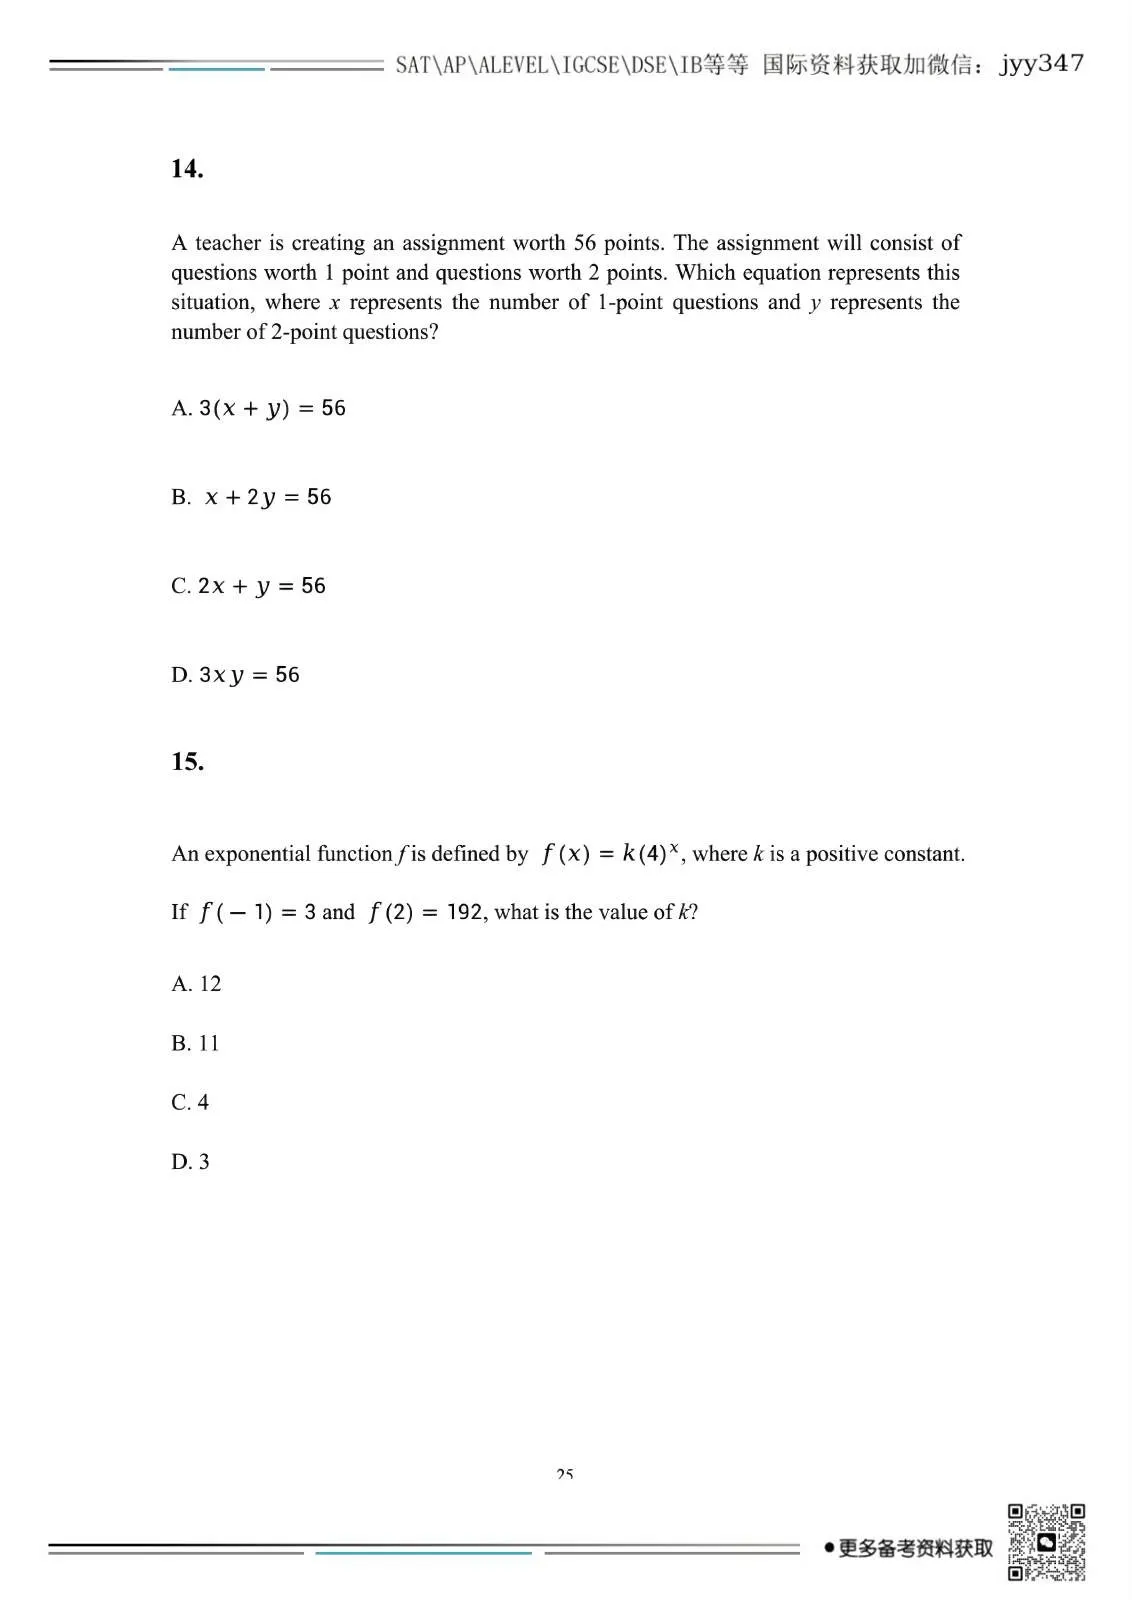 SAT\AP\ALEVEL\IGCSE\DSE\IB等等 国际资料获取加微信: jyy347
14.
A teacher is creating an assignment worth 56 points. The assignment will consist of
questions worth 1 point and questions worth 2 points. Which equation represents this
situation, where x represents the number of 1-point questions and y represents the
number of 2-point questions?
A. 3(x + y) = 56
B. x + 2y = 56
C. 2x + y = 56
D. 3xy = 56
15.
An exponential function f is defined by f(x) = k(4)ˣ, where k is a positive constant.
If f(− 1) = 3 and f(2) = 192, what is the value of k?
A. 12
B. 11
C. 4
D. 3
25
●更多备考资料获取